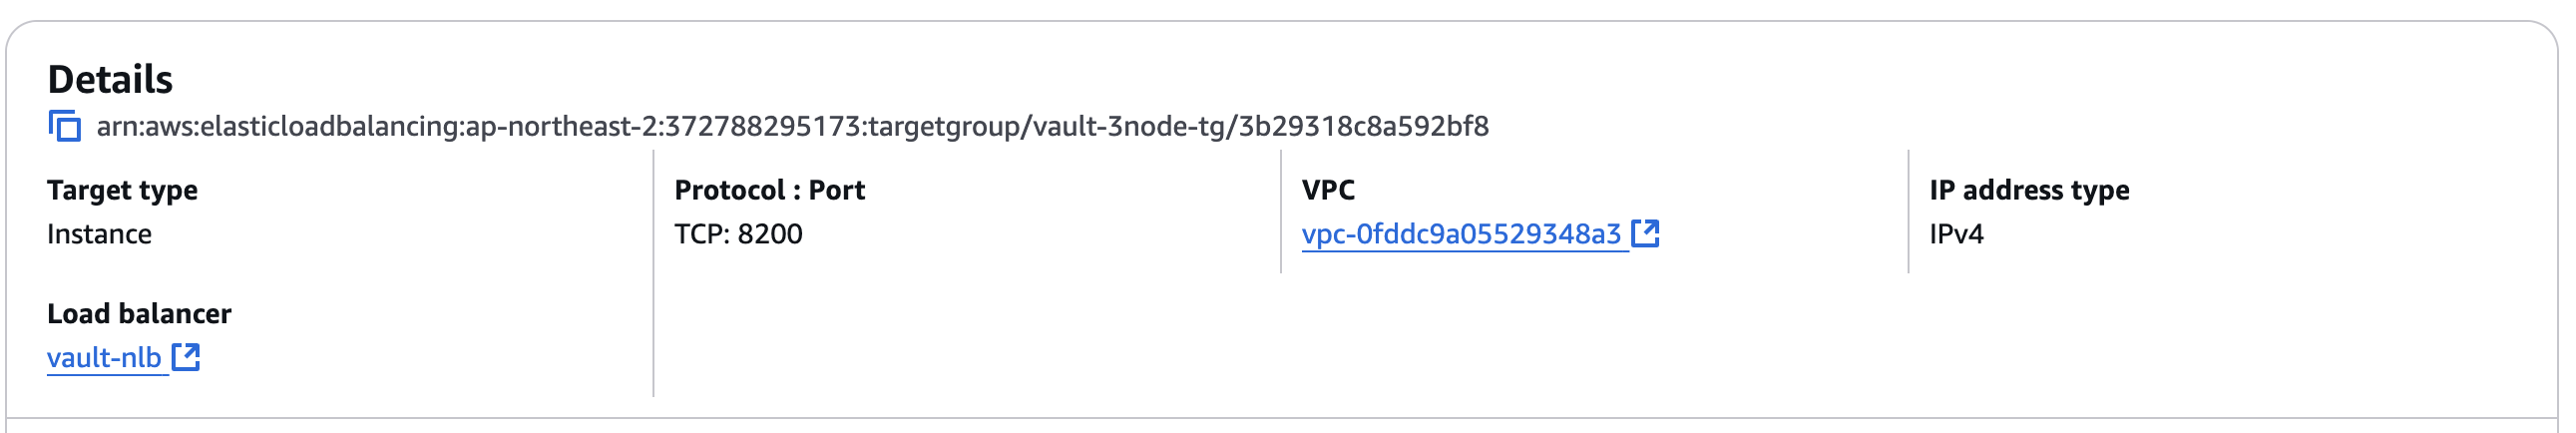 Details
arn:aws:elasticloadbalancing:ap-northeast-2:372788295173:targetgroup/vault-3node-tg/3b29318c8a592bf8
Target type
Instance
Protocol : Port
TCP: 8200
VPC
vpc-0fddc9a05529348a3
IP address type
IPv4
Load balancer
vault-nlb